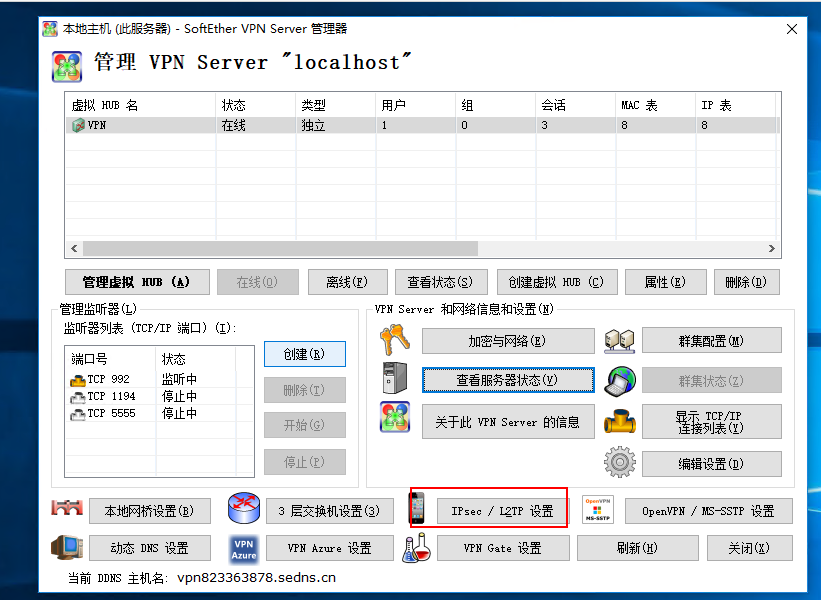 本地主机 (此服务器) - SoftEther VPN Server 管理器
管理 VPN Server "localhost"
虚拟 HUB 名 状态 类型 用户 组 会话 MAC 表 IP 表
VPN 在线 独立 1 0 3 8 8
管理虚拟 HUB (A) 在线(O) 离线(F) 查看状态(S) 创建虚拟 HUB (C) 属性(E) 删除(D)
管理监听器(L)
监听器列表 (TCP/IP 端口) (I):
端口号 状态
TCP 992 监听中
TCP 1194 停止中
TCP 5555 停止中
创建(R)
删除(T)
开始(G)
停止(P)
VPN Server 和网络信息和设置(N)
加密与网络(E) 群集配置(M)
查看服务器状态(V) 群集状态(Z)
关于此 VPN Server 的信息 显示 TCP/IP
连接列表(Y)
编辑设置(D)
本地网桥设置(B) 3 层交换机设置(3) IPsec / L2TP 设置 OpenVPN
MS-SSTP OpenVPN / MS-SSTP 设置
动态 DNS 设置 VPN
Azure VPN Azure 设置 VPN Gate 设置 刷新(H) 关闭(X)
当前 DDNS 主机名: vpn823363878.sedns.cn